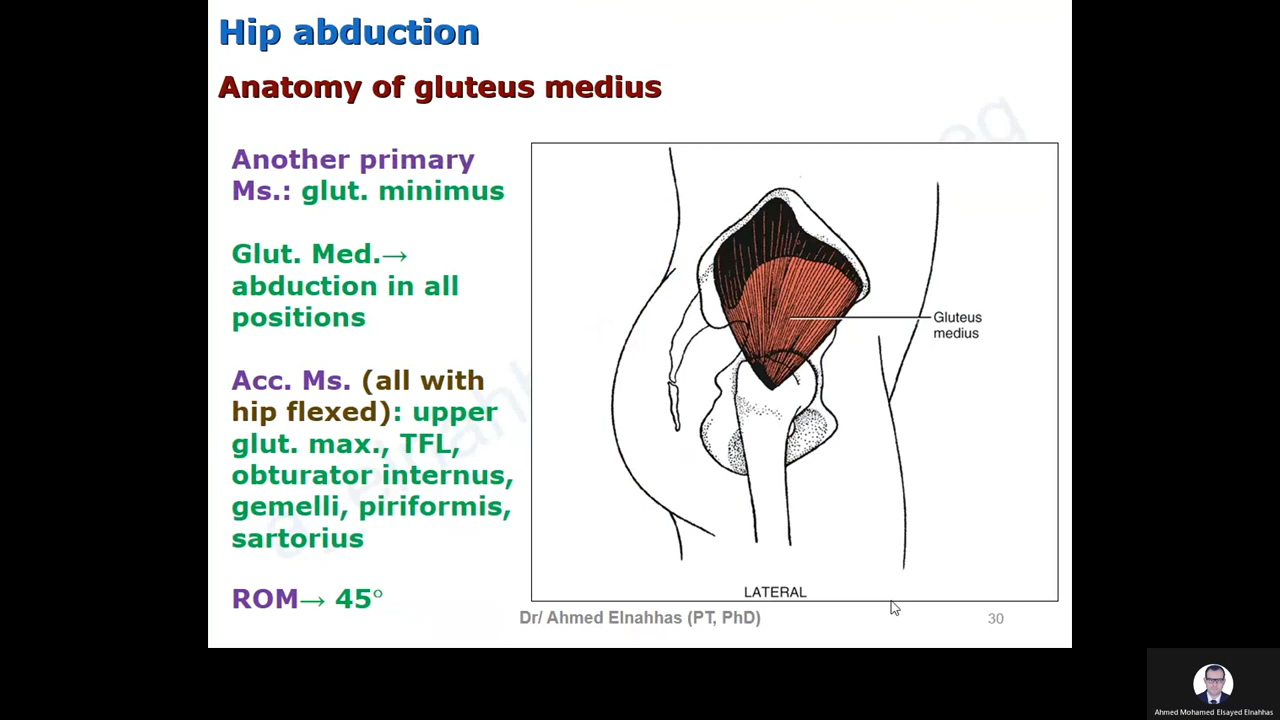 Hip abduction
Anatomy of gluteus medius
Another primary
Ms.: glut. minimus
Glut. Med.→
abduction in all
positions
Acc. Ms. (all with
hip flexed): upper
glut. max., TFL,
obturator internus,
gemelli, piriformis,
sartorius
ROM→ 45°
Gluteus
medius
LATERAL
Dr/ Ahmed Elnahhas (PT, PhD)
30
Ahmed Mohamed Elsayed Elnahhas